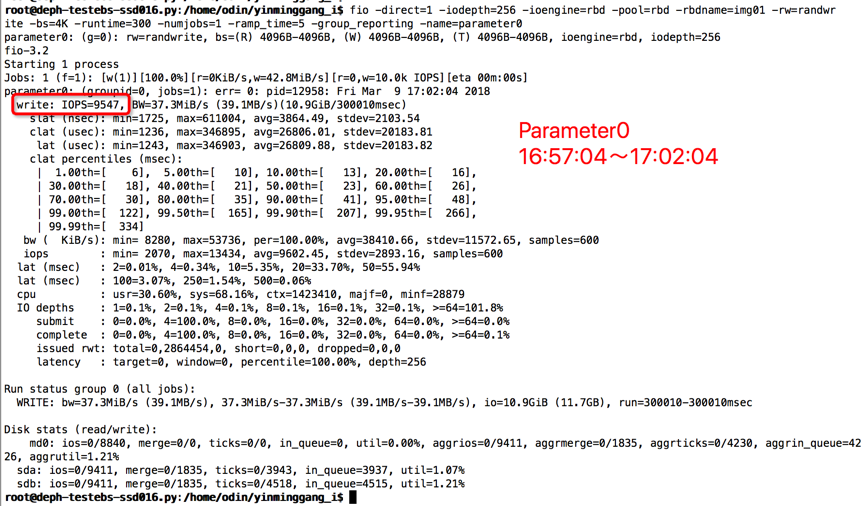 root@deph-testebs-ssd016.py:/home/odin/yinminggang_i$ fio -direct=1 -iodepth=256 -ioengine=rbd -pool=rbd -rbdname=img01 -rw=randwr
ite -bs=4K -runtime=300 -numjobs=1 -ramp_time=5 -group_reporting -name=parameter0
parameter0: (g=0): rw=randwrite, bs=(R) 4096B-4096B, (W) 4096B-4096B, (T) 4096B-4096B, ioengine=rbd, iodepth=256
fio-3.2
Starting 1 process
Jobs: 1 (f=1): [w(1)][100.0%][r=0KiB/s,w=42.8MiB/s][r=0,w=10.0k IOPS][eta 00m:00s]
parameter0: (groupid=0, jobs=1): err= 0: pid=12958: Fri Mar  9 17:02:04 2018
write: IOPS=9547, BW=37.3MiB/s (39.1MB/s)(10.9GiB/300010msec)
slat (nsec): min=1725, max=611004, avg=3864.49, stdev=2103.54
clat (usec): min=1236, max=346895, avg=26806.01, stdev=20183.81
lat (usec): min=1243, max=346903, avg=26809.88, stdev=20183.82
clat percentiles (msec):
|  1.00th=[    6],  5.00th=[   10], 10.00th=[   13], 20.00th=[   16],
| 30.00th=[   18], 40.00th=[   21], 50.00th=[   23], 60.00th=[   26],
| 70.00th=[   30], 80.00th=[   35], 90.00th=[   41], 95.00th=[   48],
| 99.00th=[  122], 99.50th=[  165], 99.90th=[  207], 99.95th=[  266],
| 99.99th=[  334]
bw (  KiB/s): min= 8280, max=53736, per=100.00%, avg=38410.66, stdev=11572.65, samples=600
iops        : min= 2070, max=13434, avg=9602.45, stdev=2893.16, samples=600
lat (msec)   : 2=0.01%, 4=0.34%, 10=5.35%, 20=33.70%, 50=55.94%
lat (msec)   : 100=3.07%, 250=1.54%, 500=0.06%
cpu          : usr=30.60%, sys=68.16%, ctx=1423410, majf=0, minf=28879
IO depths    : 1=0.1%, 2=0.1%, 4=0.1%, 8=0.1%, 16=0.1%, 32=0.1%, >=64=101.8%
submit    : 0=0.0%, 4=100.0%, 8=0.0%, 16=0.0%, 32=0.0%, 64=0.0%, >=64=0.0%
complete  : 0=0.0%, 4=100.0%, 8=0.0%, 16=0.0%, 32=0.0%, 64=0.0%, >=64=0.1%
issued rwt: total=0,2864454,0, short=0,0,0, dropped=0,0,0
latency   : target=0, window=0, percentile=100.00%, depth=256
Parameter0
16:57:04～17:02:04
Run status group 0 (all jobs):
WRITE: bw=37.3MiB/s (39.1MB/s), 37.3MiB/s-37.3MiB/s (39.1MB/s-39.1MB/s), io=10.9GiB (11.7GB), run=300010-300010msec
Disk stats (read/write):
md0: ios=0/8840, merge=0/0, ticks=0/0, in_queue=0, util=0.00%, aggrios=0/9411, aggrmerge=0/1835, aggrticks=0/4230, aggrin_queue=42
26, aggrutil=1.21%
sda: ios=0/9411, merge=0/1835, ticks=0/3943, in_queue=3937, util=1.07%
sdb: ios=0/9411, merge=0/1835, ticks=0/4518, in_queue=4515, util=1.21%
root@deph-testebs-ssd016.py:/home/odin/yinminggang_i$